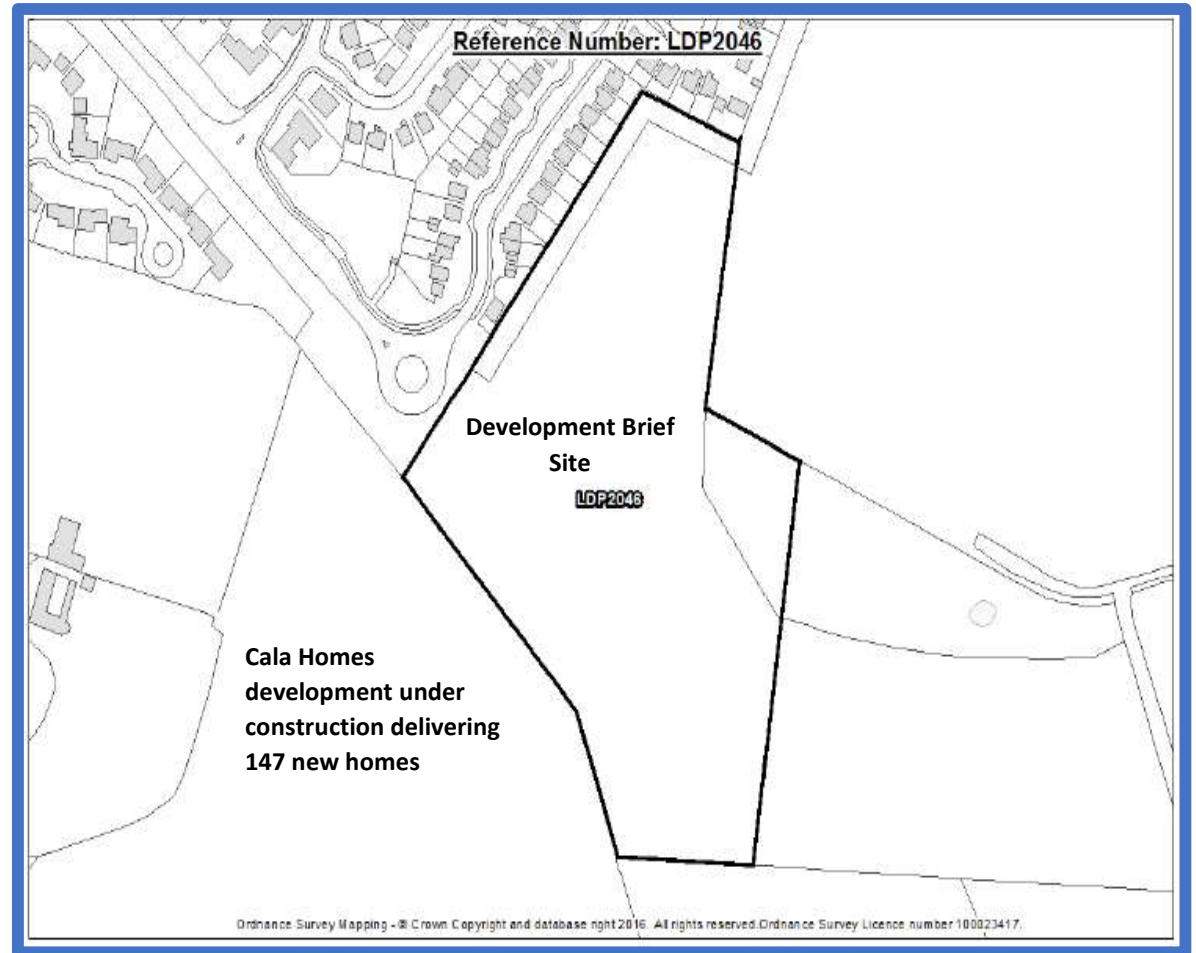 Reference Number: LDP2046
Development Brief
Site
LDP2046
Cala Homes
development under
construction delivering
147 new homes
Ordnance Survey Mapping - © Crown Copyright and database right 2016. All rights reserved.Ordnance Survey Licence number 100023417.